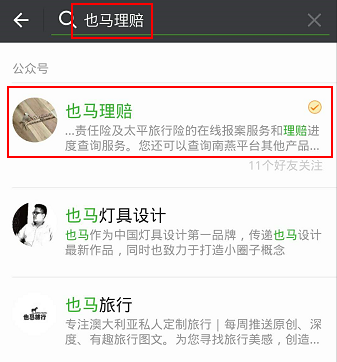 也马理赔
公众号
也马理赔
...责任险及太平旅行险的在线报案服务和理赔进
度查询服务。您还可以查询南燕平台其他产品...
11个好友关注
也马灯具设计
也马作为中国灯具设计第一品牌，传递也马设计
最新作品，同时也致力于打造小圈子概念
也马旅行
也马旅行
专注澳大利亚私人定制旅行｜每周推送原创、深
度、有趣旅行图文。为您寻找旅行美感，创造...